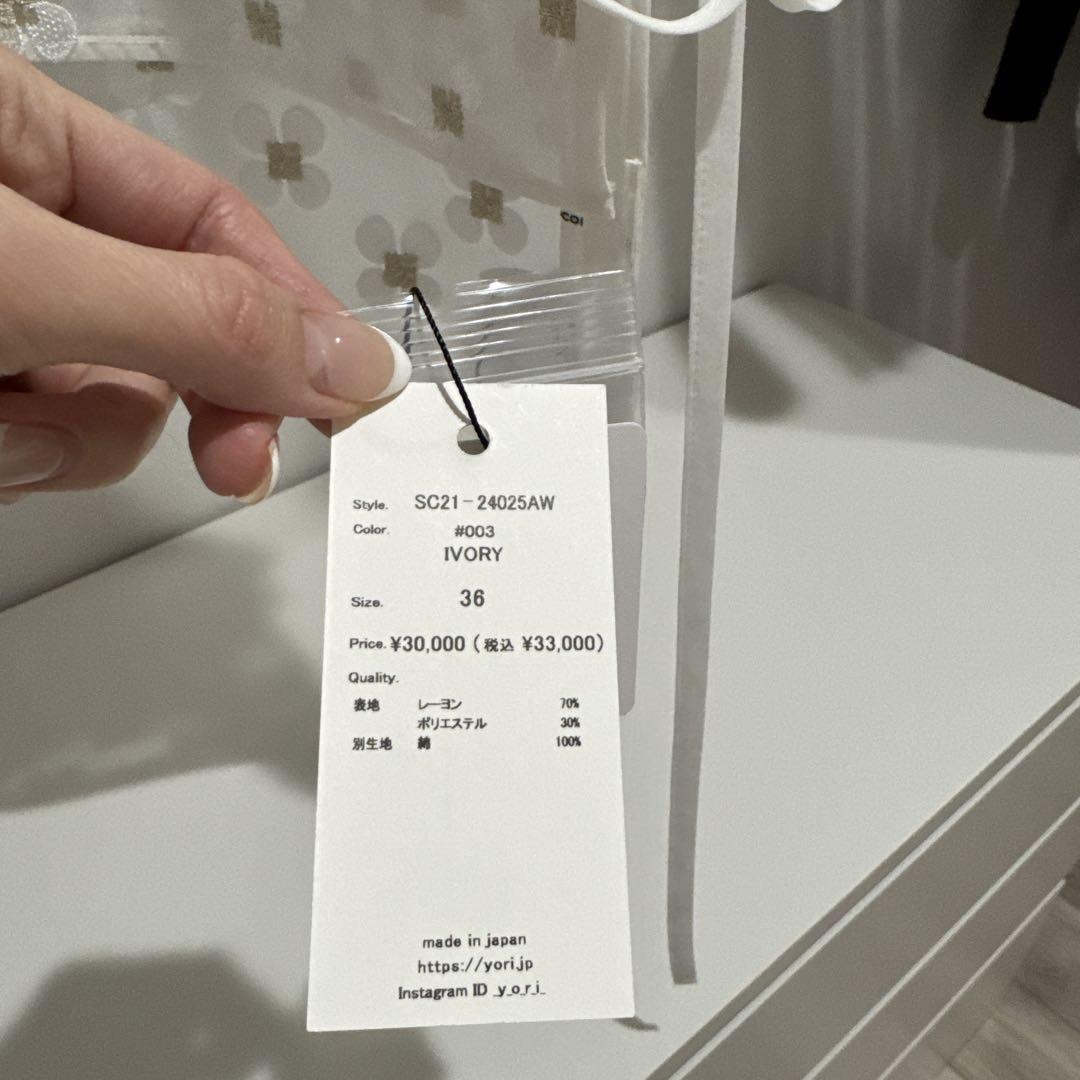 Style. SC21-24025AW
Color. #003
IVORY
Size. 36
Price. ¥30,000 (税込 ¥33,000)
Quality.
表地 レーヨン 70%
ポリエステル 30%
別生地 綿 100%
made in japan
https://yori.jp
Instagram ID _y_o_r_i_